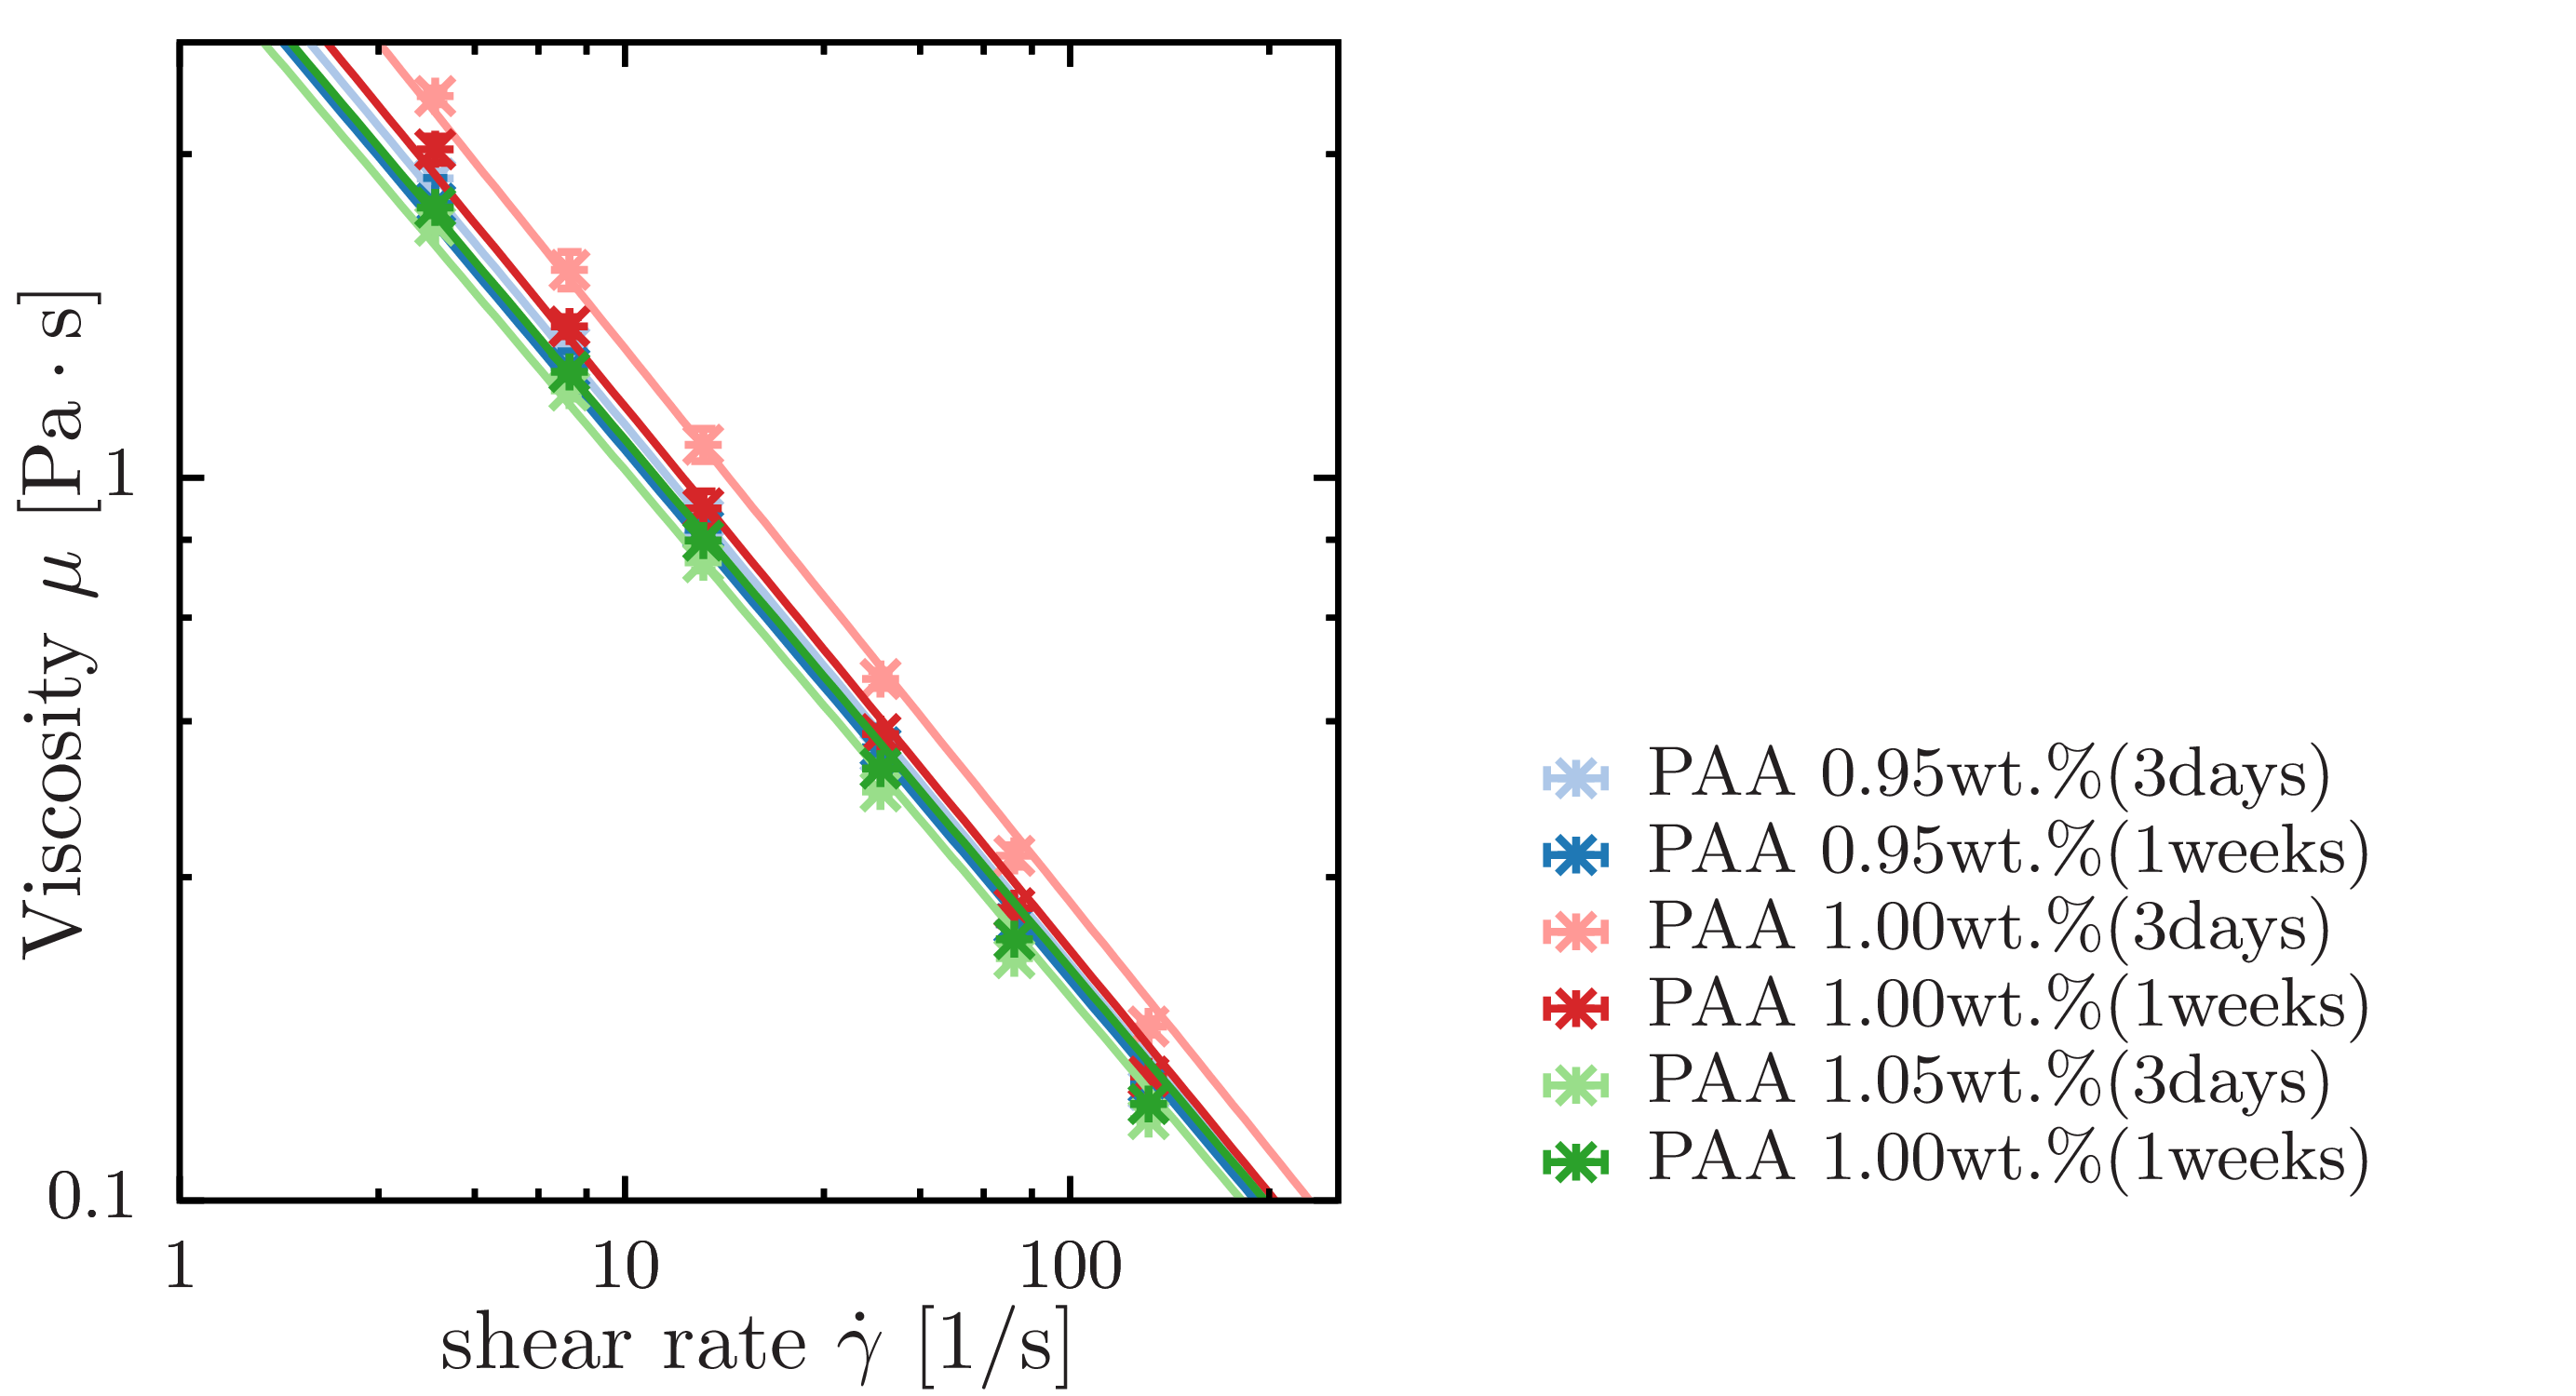 Viscosity μ [Pa · s]
1
0.1
1 10 100
shear rate γ̇ [1/s]
PAA 0.95wt.%(3days)
PAA 0.95wt.%(1weeks)
PAA 1.00wt.%(3days)
PAA 1.00wt.%(1weeks)
PAA 1.05wt.%(3days)
PAA 1.00wt.%(1weeks)